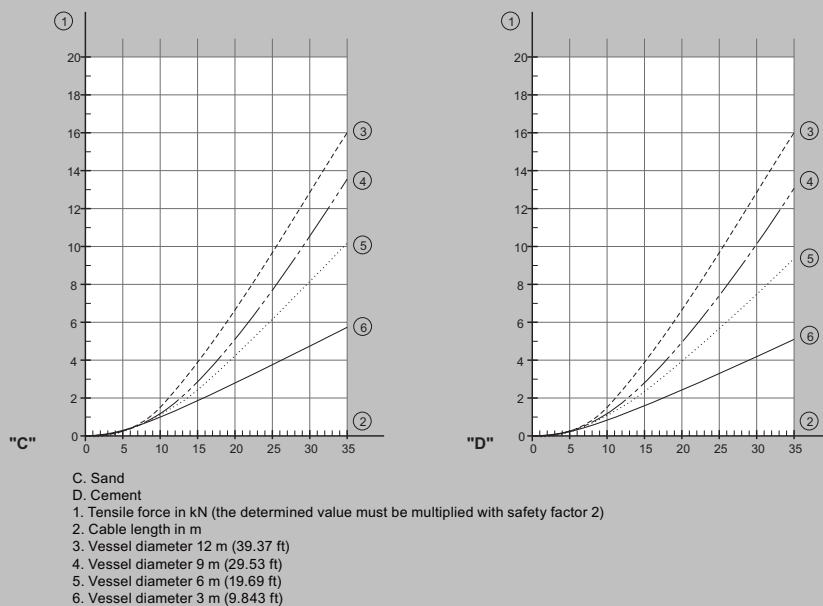 ① ①
20 20
18 18
③ ③
16 16
14 14
④ ④
12 12
10 10
⑤ ⑤
8 8
6 6
⑥ ⑥
4 4
2 2
② ②
0 0
"C" "D"
0 5 10 15 20 25 30 35 0 5 10 15 20 25 30 35
C. Sand
D. Cement
1. Tensile force in kN (the determined value must be multiplied with safety factor 2)
2. Cable length in m
3. Vessel diameter 12 m (39.37 ft)
4. Vessel diameter 9 m (29.53 ft)
5. Vessel diameter 6 m (19.69 ft)
6. Vessel diameter 3 m (9.843 ft)